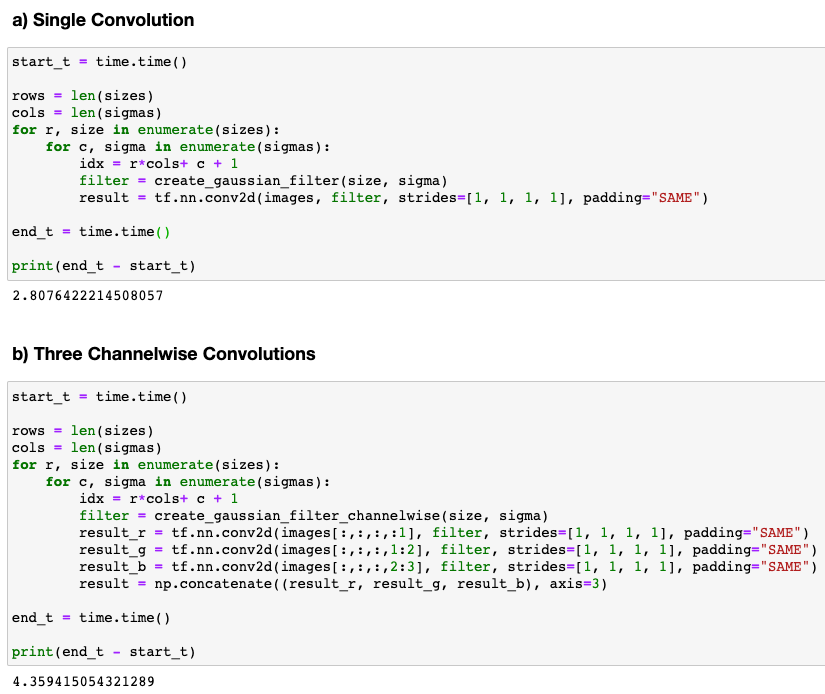 a) Single Convolution
start_t = time.time()
rows = len(sizes)
cols = len(sigmas)
for r, size in enumerate(sizes):
    for c, sigma in enumerate(sigmas):
        idx = r*cols+ c + 1
        filter = create_gaussian_filter(size, sigma)
        result = tf.nn.conv2d(images, filter, strides=[1, 1, 1, 1], padding="SAME")
end_t = time.time()
print(end_t - start_t)
2.8076422214508057
b) Three Channelwise Convolutions
start_t = time.time()
rows = len(sizes)
cols = len(sigmas)
for r, size in enumerate(sizes):
    for c, sigma in enumerate(sigmas):
        idx = r*cols+ c + 1
        filter = create_gaussian_filter_channelwise(size, sigma)
        result_r = tf.nn.conv2d(images[:,:,:,:1], filter, strides=[1, 1, 1, 1], padding="SAME")
        result_g = tf.nn.conv2d(images[:,:,:,1:2], filter, strides=[1, 1, 1, 1], padding="SAME")
        result_b = tf.nn.conv2d(images[:,:,:,2:3], filter, strides=[1, 1, 1, 1], padding="SAME")
        result = np.concatenate((result_r, result_g, result_b), axis=3)
end_t = time.time()
print(end_t - start_t)
4.359415054321289